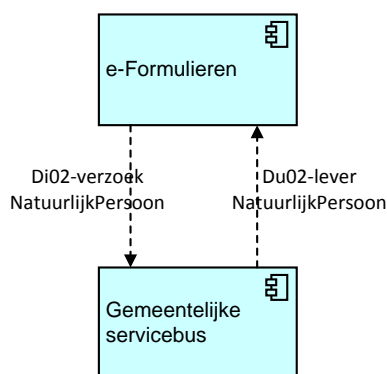 e-Formulieren
Di02-verzoek
NatuurlijkPersoon
Du02-lever
NatuurlijkPersoon
Gemeentelijke
servicebus